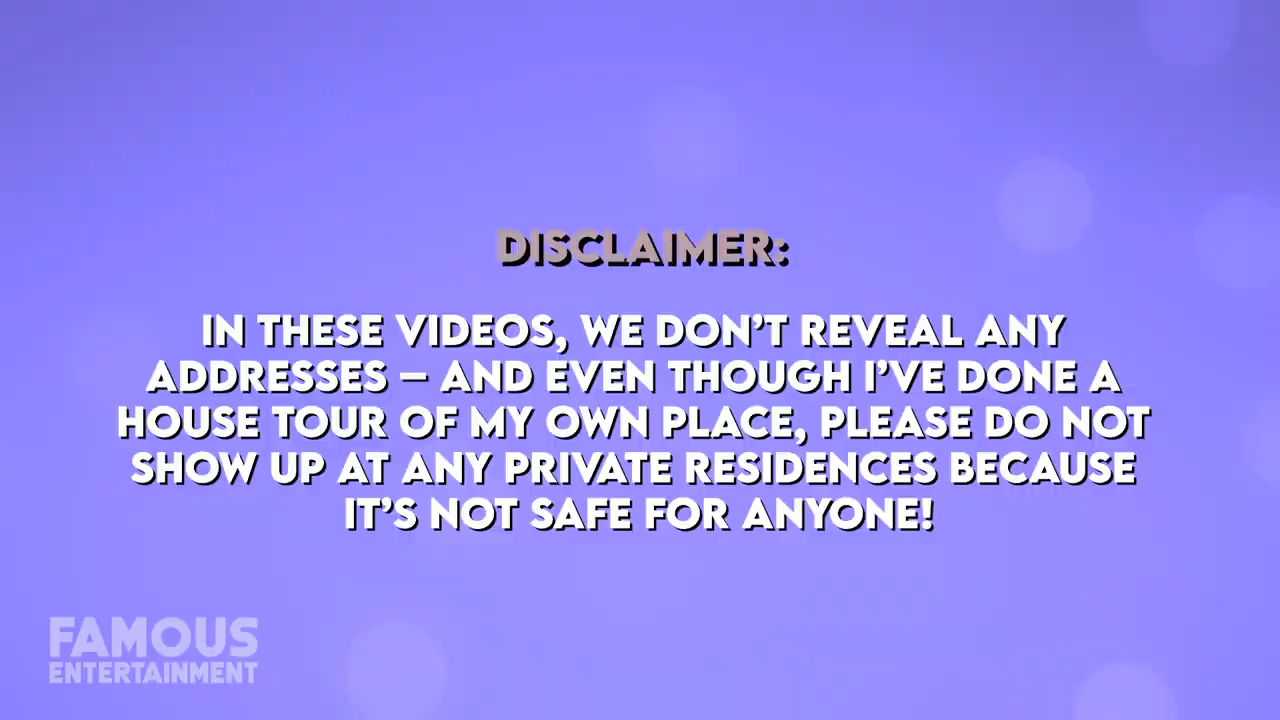 DISCLAIMER:
IN THESE VIDEOS, WE DON'T REVEAL ANY
ADDRESSES – AND EVEN THOUGH I'VE DONE A
HOUSE TOUR OF MY OWN PLACE, PLEASE DO NOT
SHOW UP AT ANY PRIVATE RESIDENCES BECAUSE
IT'S NOT SAFE FOR ANYONE!
FAMOUS
ENTERTAINMENT